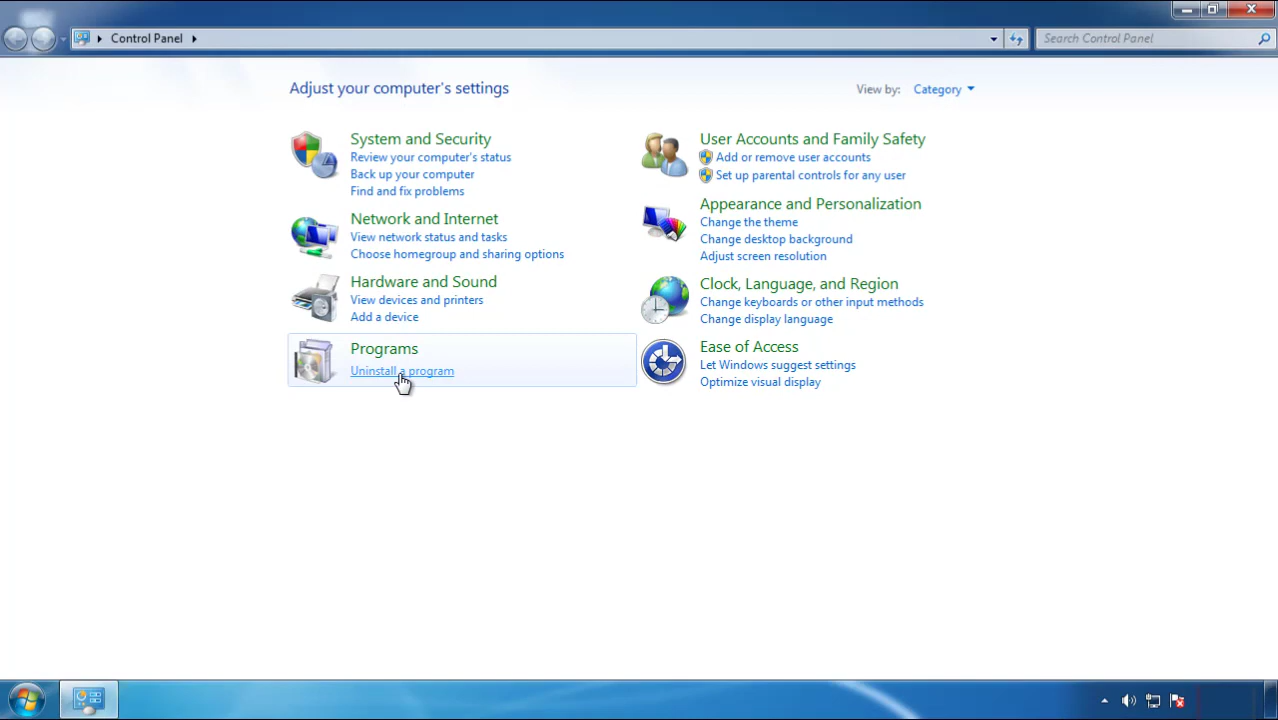 Control Panel
Search Control Panel
Adjust your computer's settings
View by: Category
System and Security
Review your computer's status
Back up your computer
Find and fix problems
Network and Internet
View network status and tasks
Choose homegroup and sharing options
Hardware and Sound
View devices and printers
Add a device
Programs
Uninstall a program
User Accounts and Family Safety
Add or remove user accounts
Set up parental controls for any user
Appearance and Personalization
Change the theme
Change desktop background
Adjust screen resolution
Clock, Language, and Region
Change keyboards or other input methods
Change display language
Ease of Access
Let Windows suggest settings
Optimize visual display